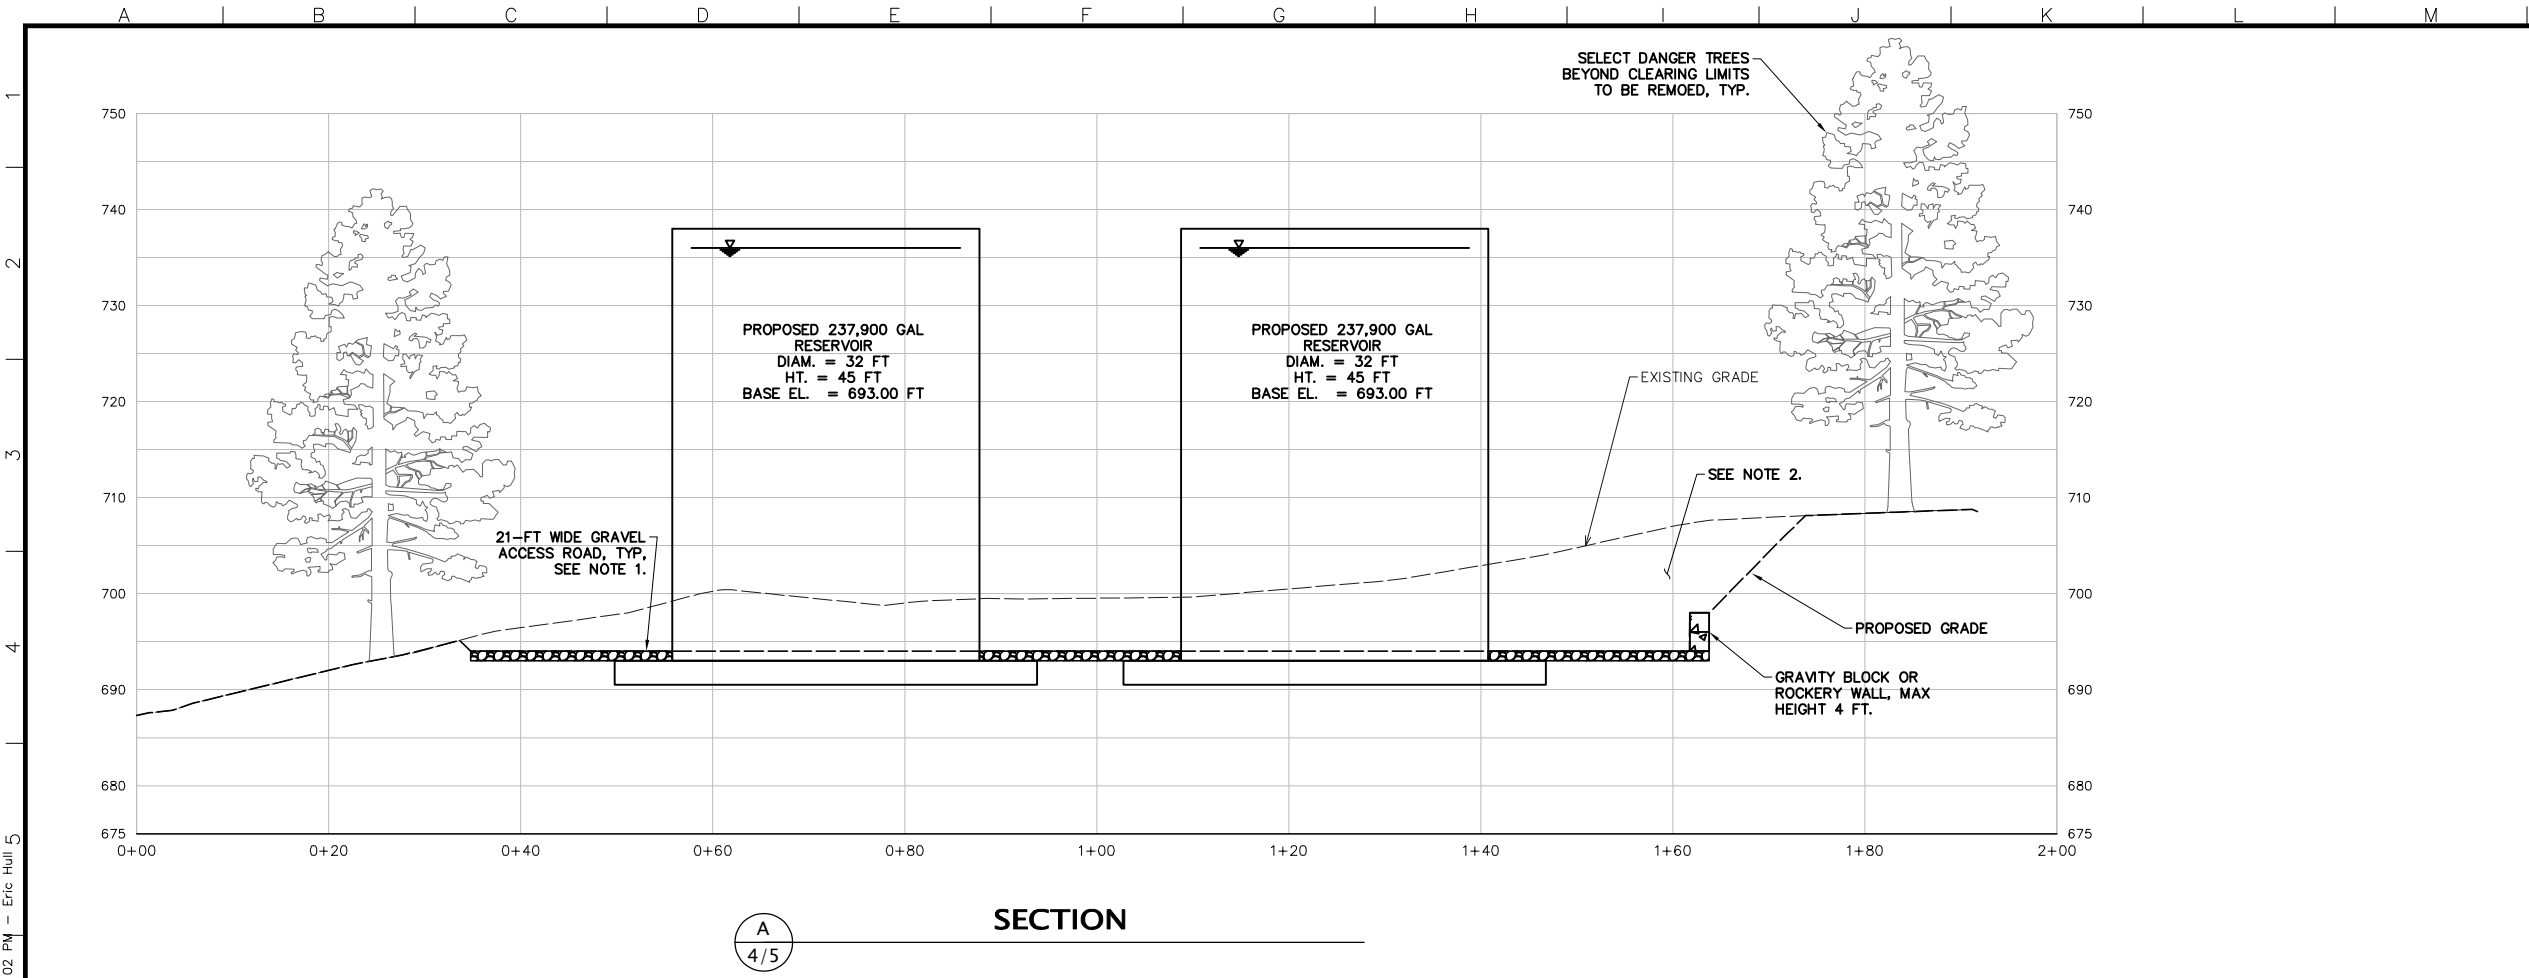 A B C D E F G H I J K L M
1
2
3
4
5
SELECT DANGER TREES
BEYOND CLEARING LIMITS
TO BE REMOED, TYP.
750 750
740 740
730 730
720 720
710 710
700 700
690 690
680 680
675 675
PROPOSED 237,900 GAL
RESERVOIR
DIAM. = 32 FT
HT. = 45 FT
BASE EL. = 693.00 FT
PROPOSED 237,900 GAL
RESERVOIR
DIAM. = 32 FT
HT. = 45 FT
BASE EL. = 693.00 FT
EXISTING GRADE
SEE NOTE 2.
21-FT WIDE GRAVEL
ACCESS ROAD, TYP,
SEE NOTE 1.
PROPOSED GRADE
GRAVITY BLOCK OR
ROCKERY WALL, MAX
HEIGHT 4 FT.
0+00 0+20 0+40 0+60 0+80 1+00 1+20 1+40 1+60 1+80 2+00
A
4/5
SECTION
02 PM - Eric Hull